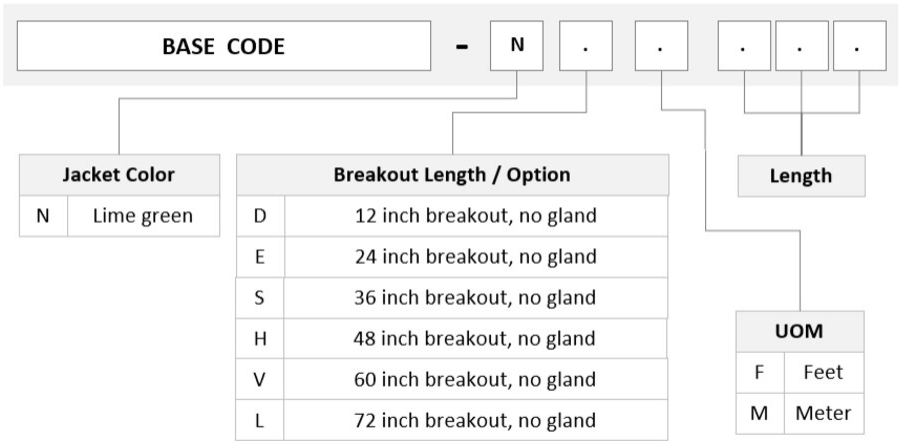 BASE CODE - N . . . . .
Jacket Color
N Lime green
Breakout Length / Option
D 12 inch breakout, no gland
E 24 inch breakout, no gland
S 36 inch breakout, no gland
H 48 inch breakout, no gland
V 60 inch breakout, no gland
L 72 inch breakout, no gland
Length
UOM
F Feet
M Meter